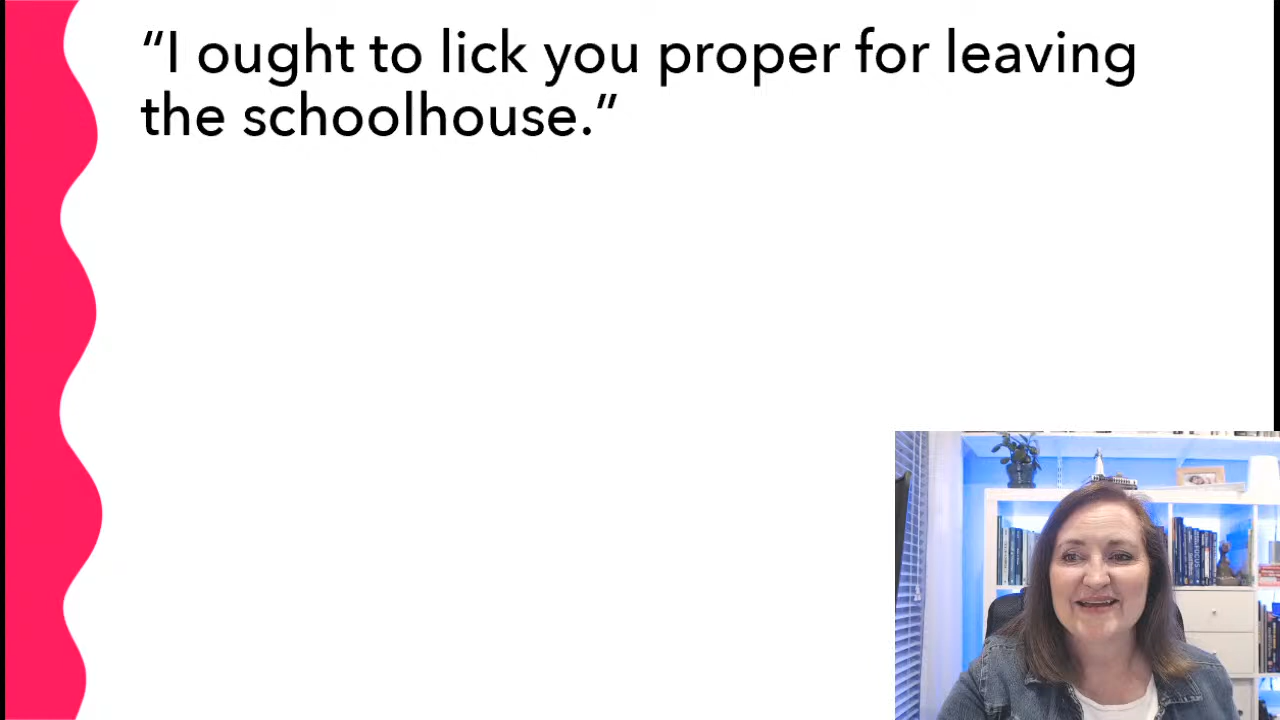 “I ought to lick you proper for leaving
the schoolhouse.”